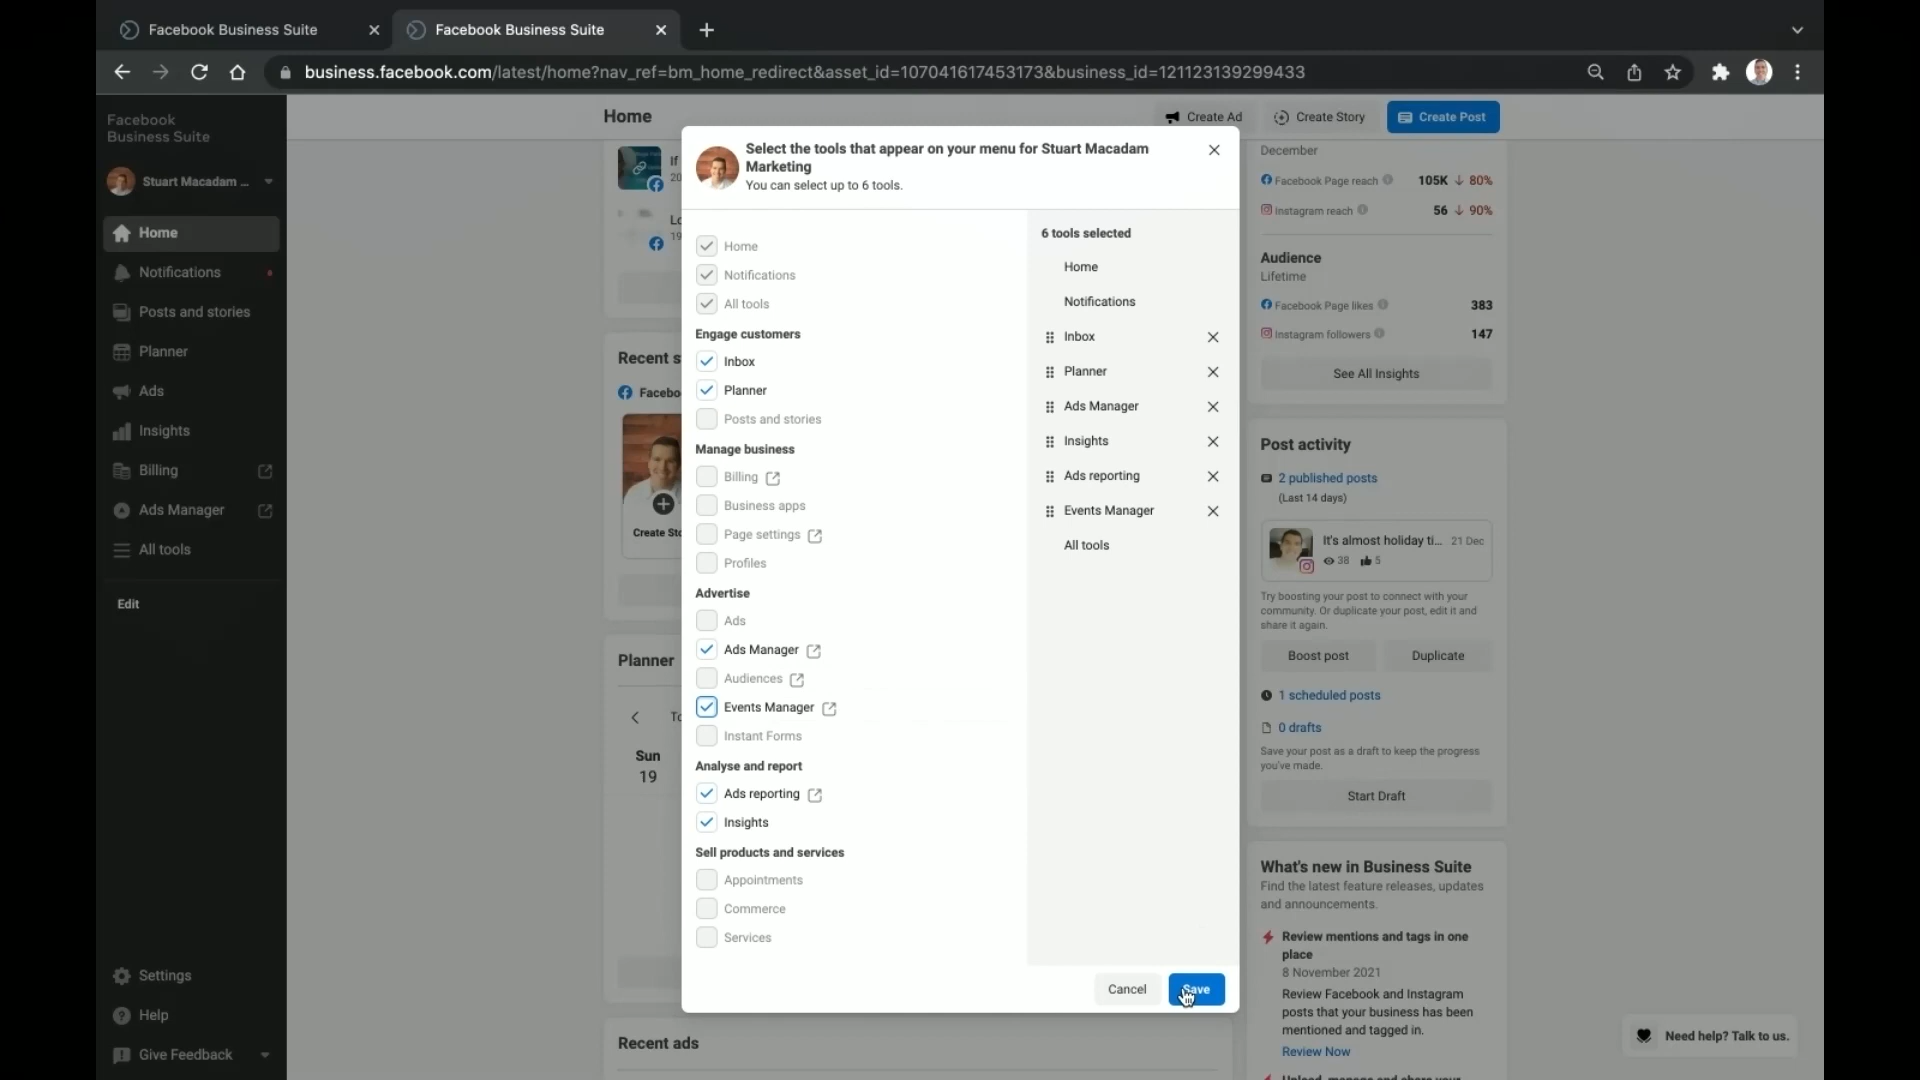 Facebook Business Suite
Facebook Business Suite
business.facebook.com/latest/home?nav_ref=bm_home_redirect&asset_id=107041617453173&business_id=121123139299433
Facebook
Business Suite
Stuart Macadam ...
Home
Notifications
Posts and stories
Planner
Ads
Insights
Billing
Ads Manager
All tools
Edit
Settings
Help
Give Feedback
Home
Create Ad
Create Story
Create Post
If
20
19
Recent s
Facebo
Create Sto
Planner
Sun
19
Recent ads
Select the tools that appear on your menu for Stuart Macadam
Marketing
You can select up to 6 tools.
Home
Notifications
All tools
Engage customers
Inbox
Planner
Posts and stories
Manage business
Billing
Business apps
Page settings
Profiles
Advertise
Ads
Ads Manager
Audiences
Events Manager
Instant Forms
Analyse and report
Ads reporting
Insights
Sell products and services
Appointments
Commerce
Services
6 tools selected
Home
Notifications
Inbox
Planner
Ads Manager
Insights
Ads reporting
Events Manager
All tools
Cancel
Save
December
Facebook Page reach 105K ↓ 80%
Instagram reach 56 ↓ 90%
Audience
Lifetime
Facebook Page likes 383
Instagram followers 147
See All Insights
Post activity
2 published posts
(Last 14 days)
It's almost holiday ti... 21 Dec
38 5
Try boosting your post to connect with your
community. Or duplicate your post, edit it and
share it again.
Boost post Duplicate
1 scheduled posts
0 drafts
Save your post as a draft to keep the progress
you've made.
Start Draft
What's new in Business Suite
Find the latest feature releases, updates
and announcements.
Review mentions and tags in one
place
8 November 2021
Review Facebook and Instagram
posts that your business has been
mentioned and tagged in.
Review Now
Need help? Talk to us.